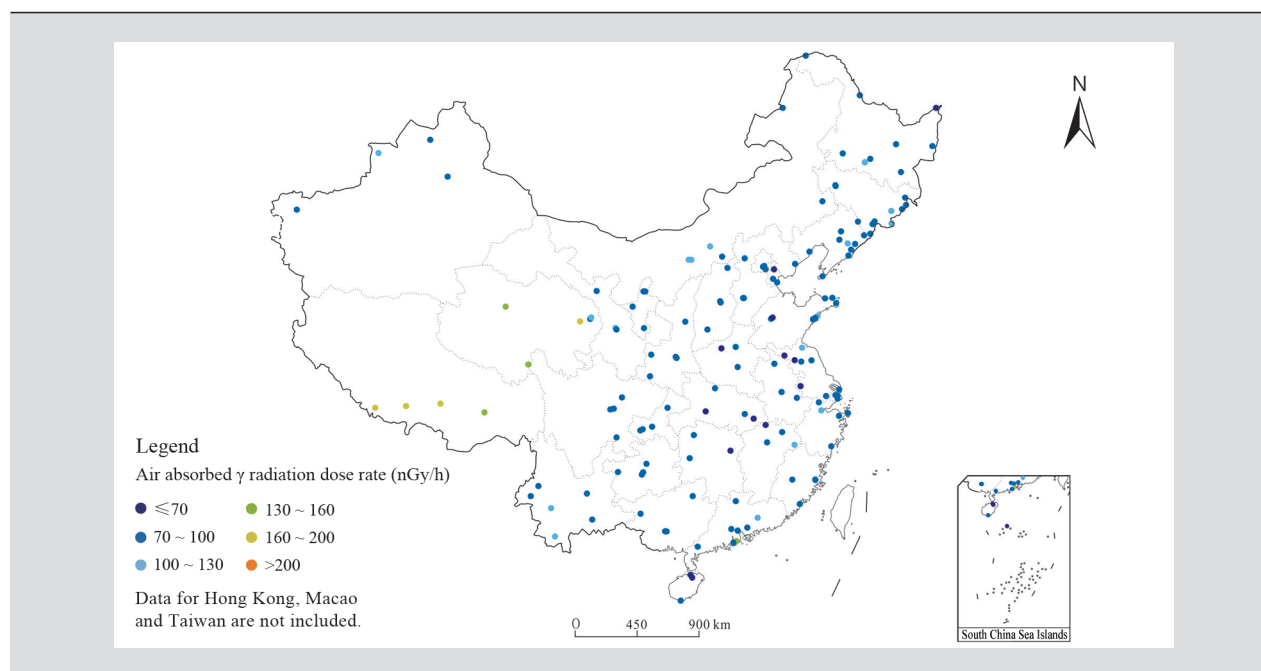 N
Legend
Air absorbed γ radiation dose rate (nGy/h)
⩽70
130 ~ 160
70 ~ 100
160 ~ 200
100 ~ 130
>200
Data for Hong Kong, Macao
and Taiwan are not included.
0 450 900 km
South China Sea Islands